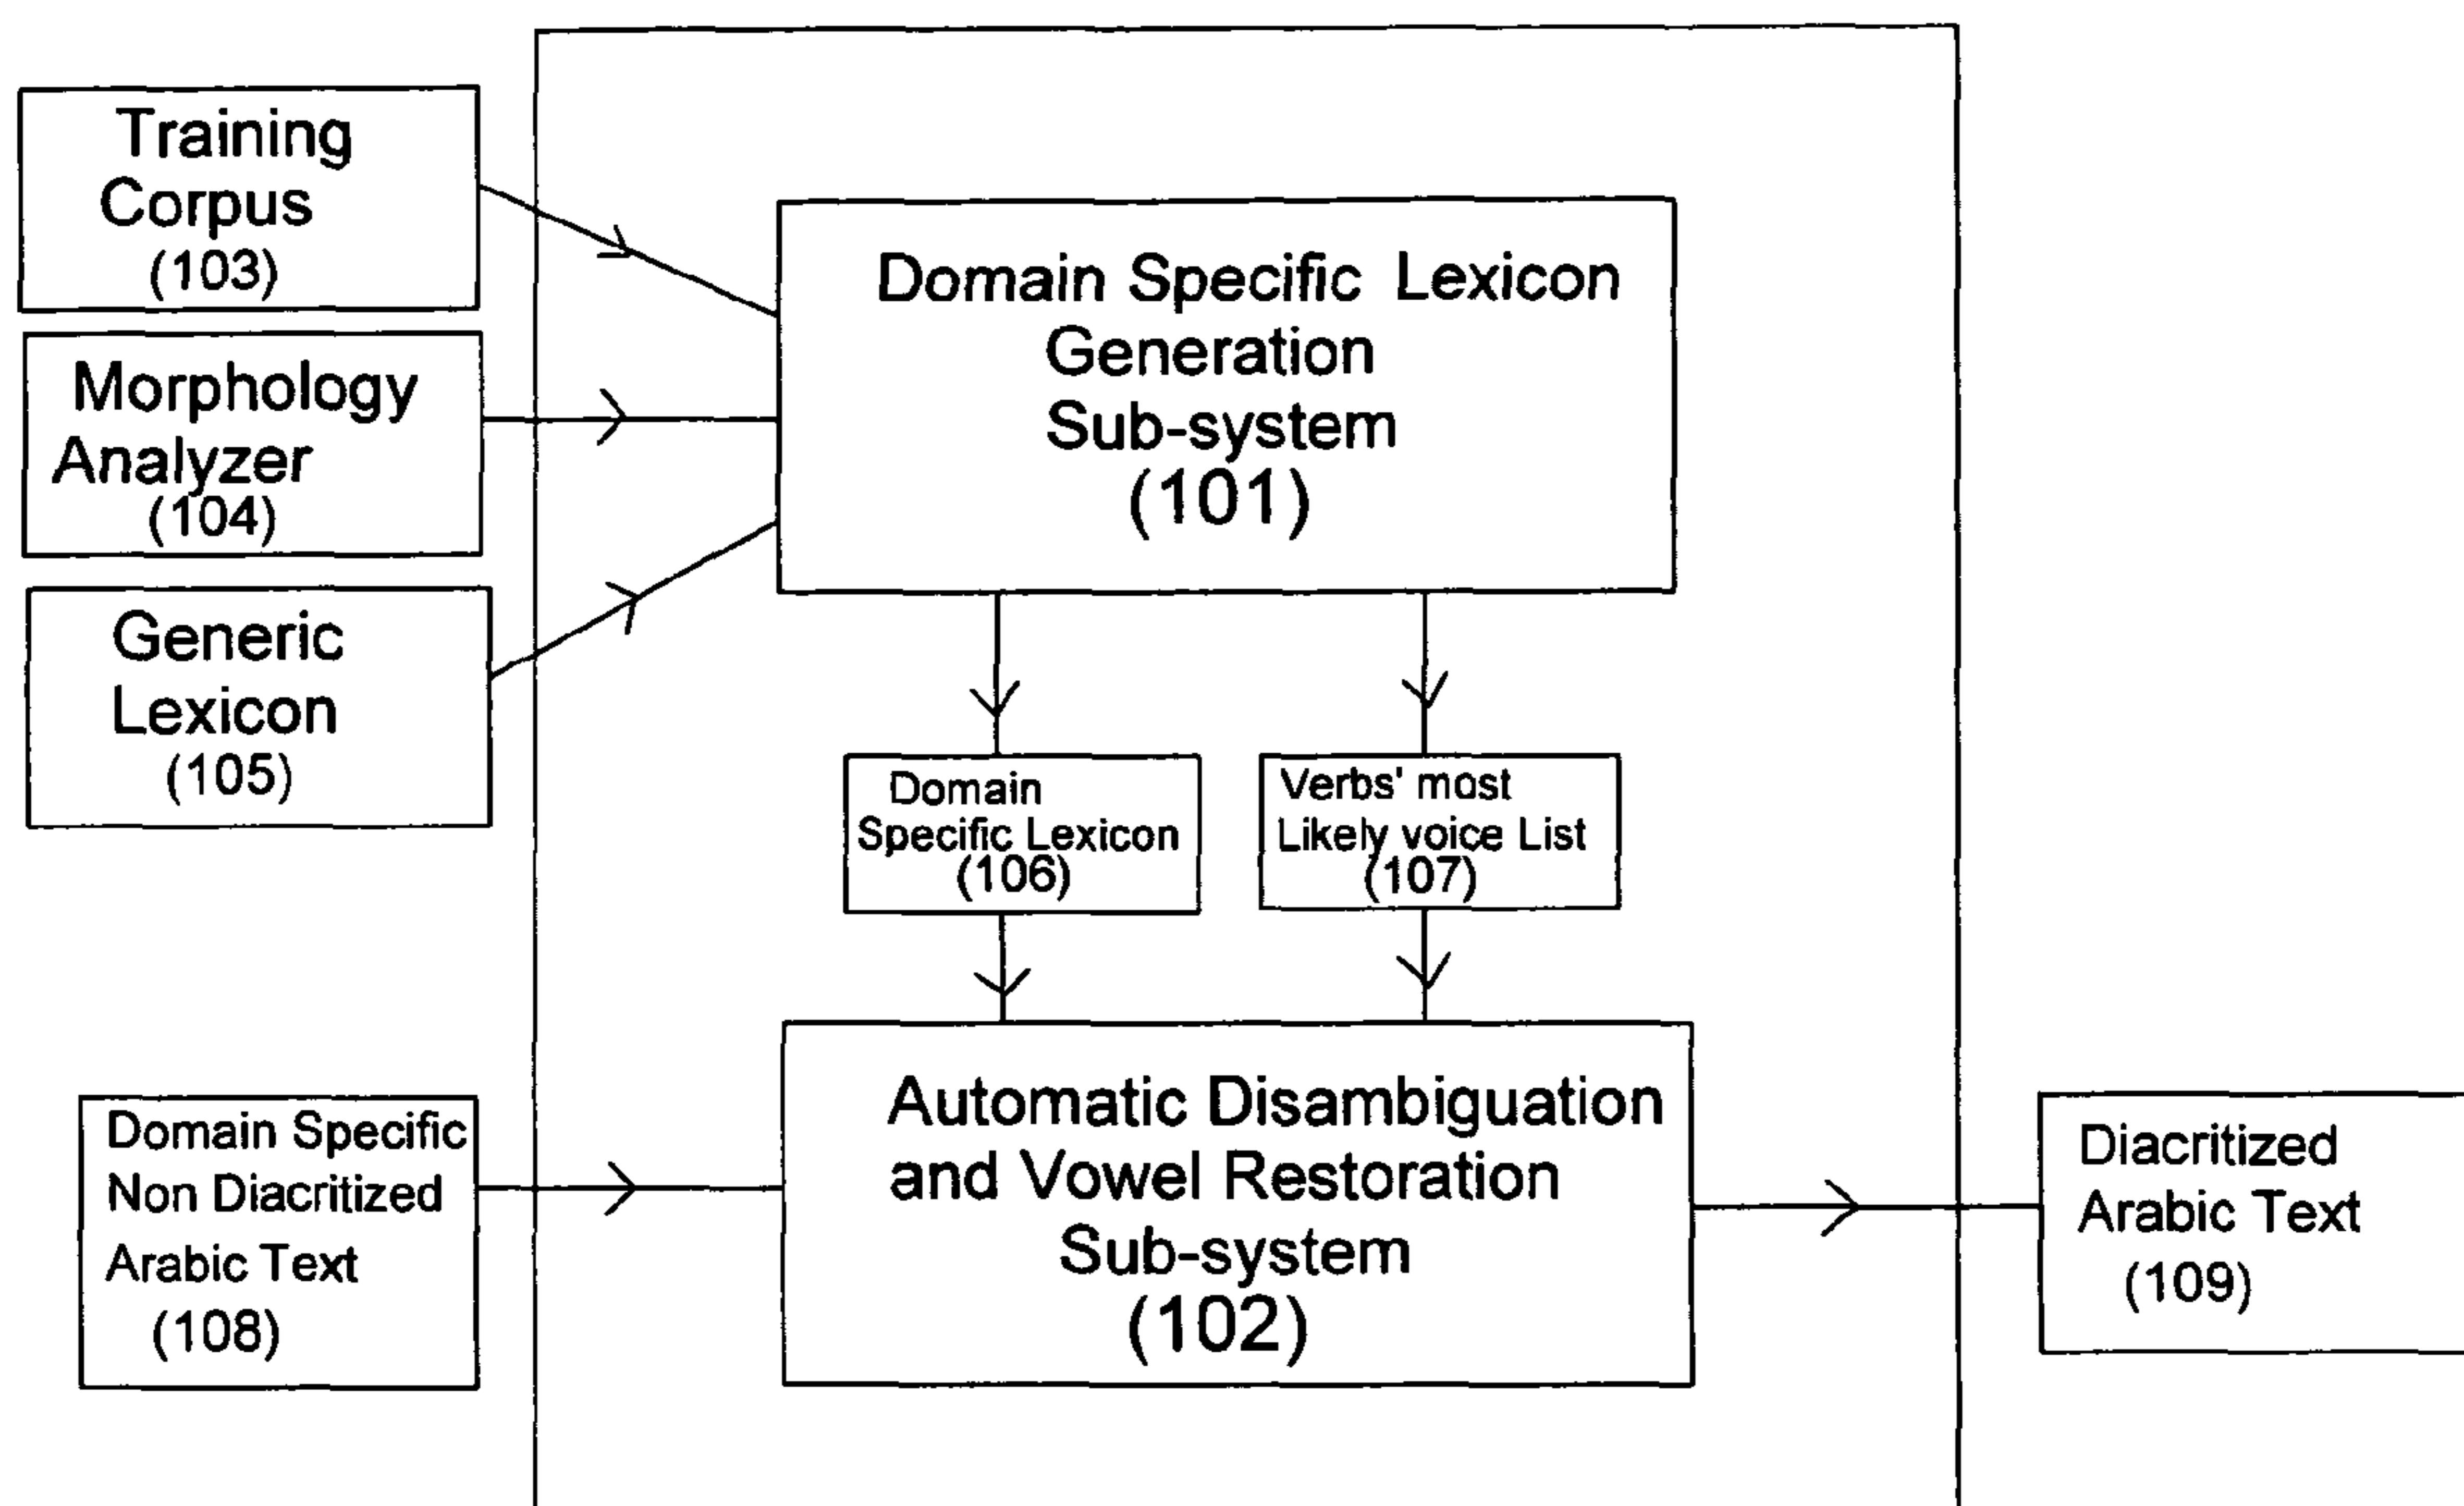 Training
Corpus
(103)
Morphology
Analyzer
(104)
Generic
Lexicon
(105)
Domain Specific Lexicon
Generation
Sub-system
(101)
Domain
Specific Lexicon
(106)
Verbs' most
Likely voice List
(107)
Domain Specific
Non Diacritized
Arabic Text
(108)
Automatic Disambiguation
and Vowel Restoration
Sub-system
(102)
Diacritized
Arabic Text
(109)